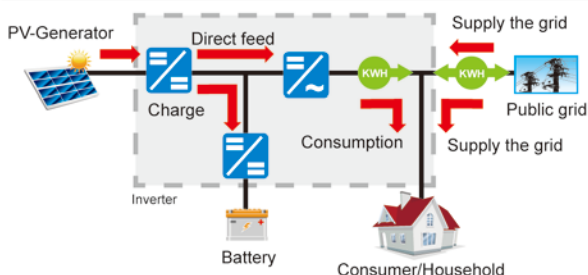 PV-Generator
Direct feed
Supply the grid
KWH
KWH
Charge
Consumption
Public grid
Supply the grid
Inverter
Battery
Consumer/Household